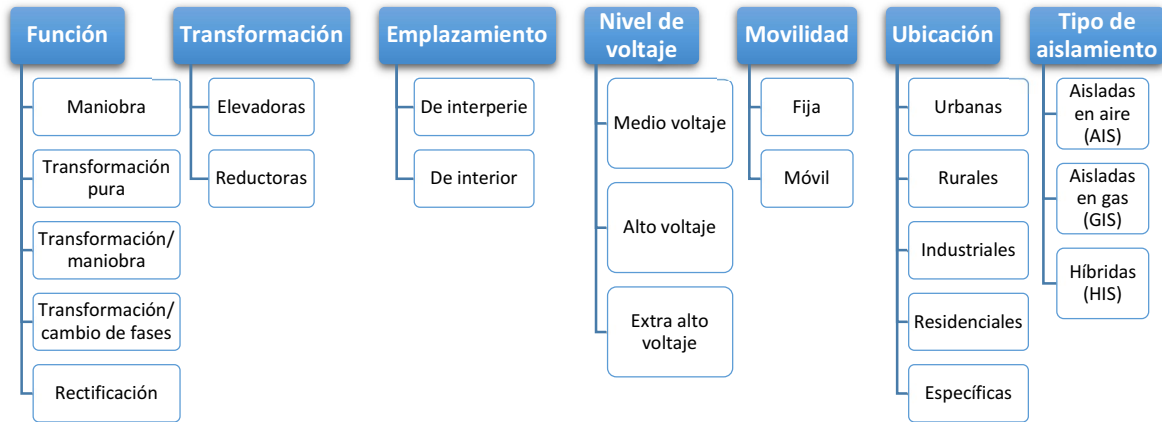 Función
Maniobra
Transformación
pura
Transformación/
maniobra
Transformación/
cambio de fases
Rectificación
Transformación
Elevadoras
Reductoras
Emplazamiento
De interperie
De interior
Nivel de
voltaje
Medio voltaje
Alto voltaje
Extra alto
voltaje
Movilidad
Fija
Móvil
Ubicación
Urbanas
Rurales
Industriales
Residenciales
Específicas
Tipo de
aislamiento
Aisladas
en aire
(AIS)
Aisladas
en gas
(GIS)
Híbridas
(HIS)